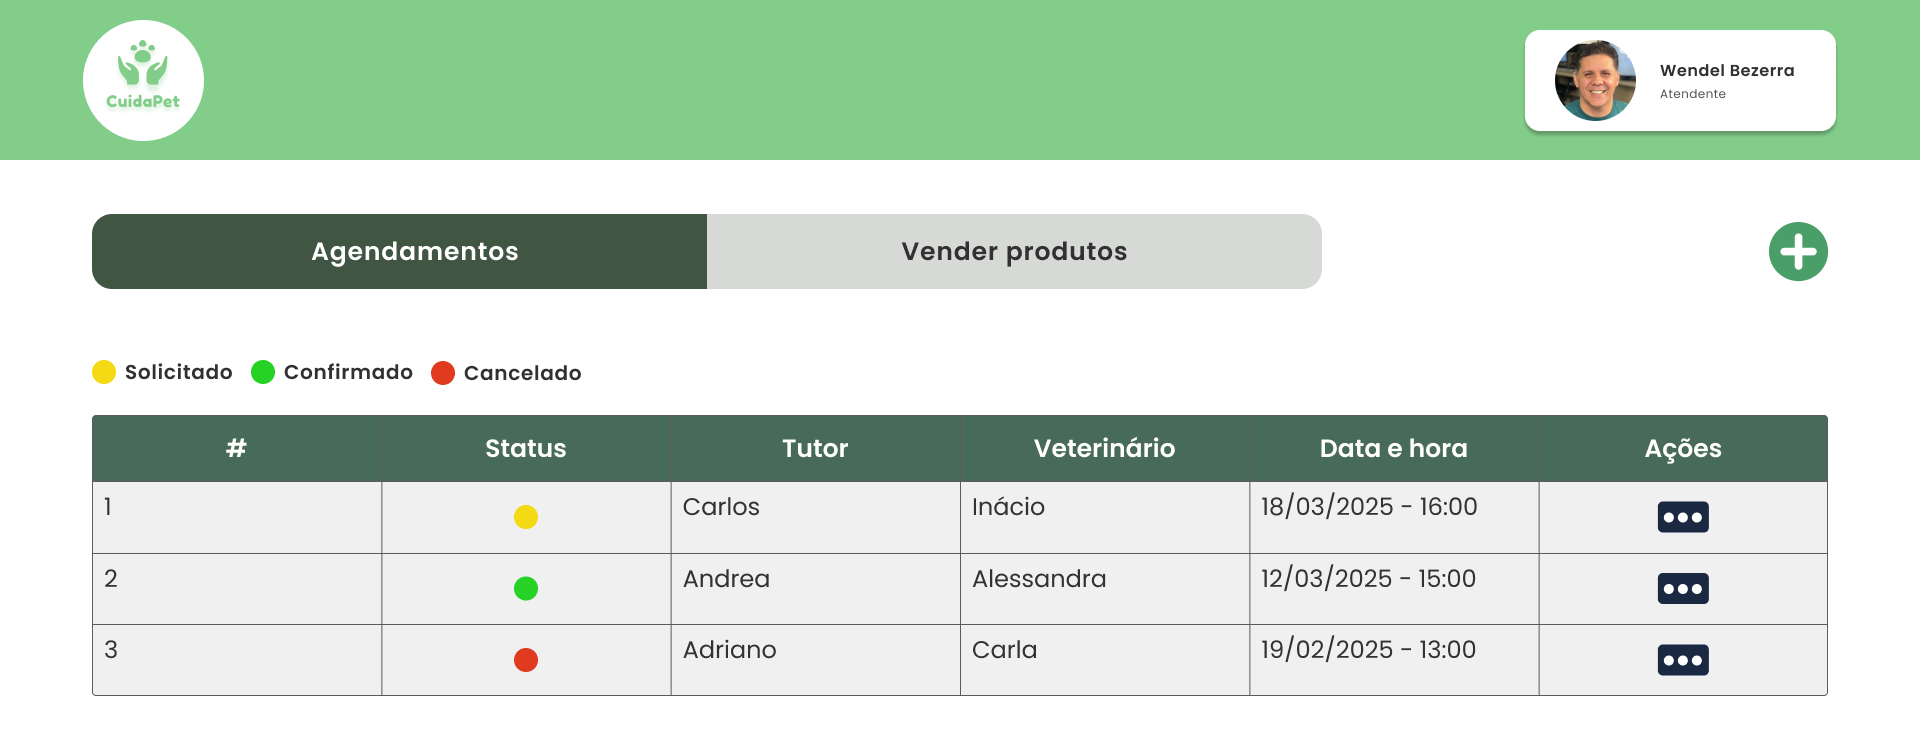 CuidaPet
Wendel Bezerra
Atendente
Agendamentos
Vender produtos
Solicitado
Confirmado
Cancelado
# Status Tutor Veterinário Data e hora Ações
1 Carlos Inácio 18/03/2025 - 16:00
2 Andrea Alessandra 12/03/2025 - 15:00
3 Adriano Carla 19/02/2025 - 13:00